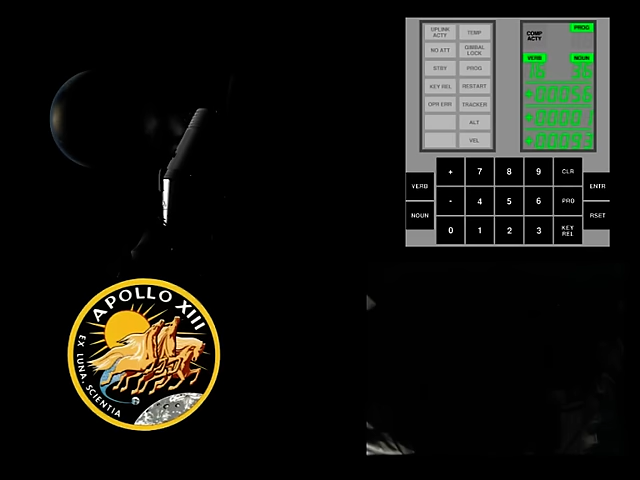 UPLINK ACTY
TEMP
NO ATT
GIMBAL LOCK
STBY
PROG
KEY REL
RESTART
OPR ERR
TRACKER
ALT
VEL
COMP ACTY
PROG
VERB
NOUN
16
36
+00056
+00001
+00093
VERB
NOUN
+
7
8
9
CLR
-
4
5
6
PRO
0
1
2
3
KEY REL
ENTR
RSET
APOLLO XIII
EX LUNA, SCIENTIA